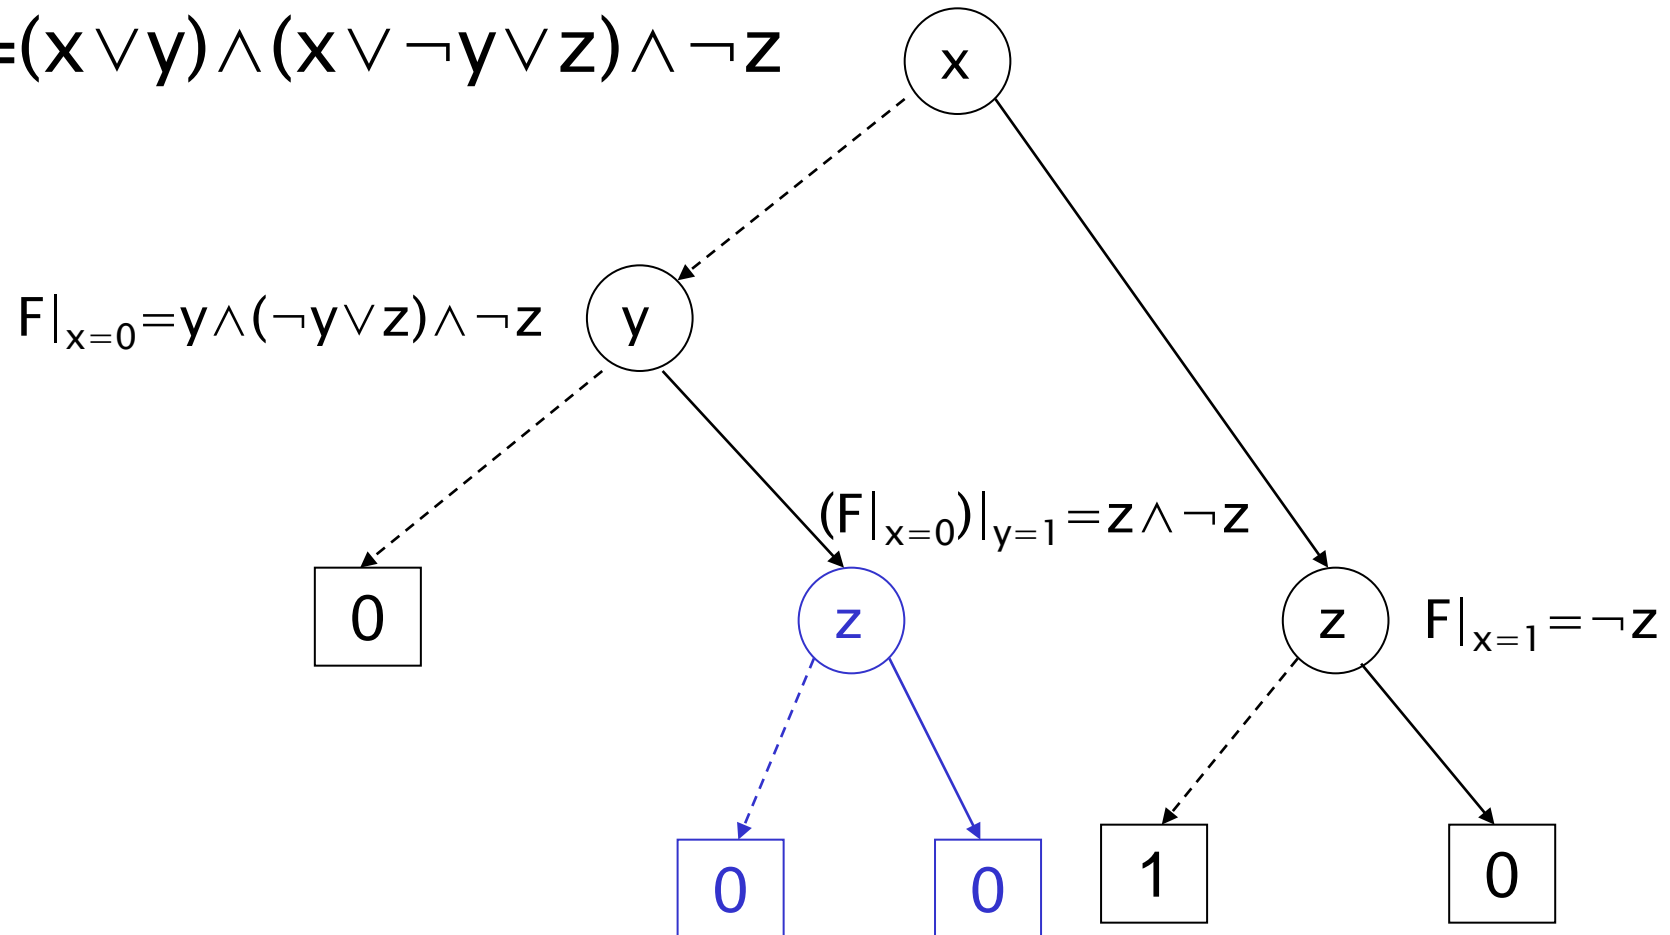 =(x∨y)∧(x∨¬y∨z)∧¬z
x
F|x=0=y∧(¬y∨z)∧¬z
y
(F|x=0)|y=1=z∧¬z
0
z
z
F|x=1=¬z
0
0
1
0